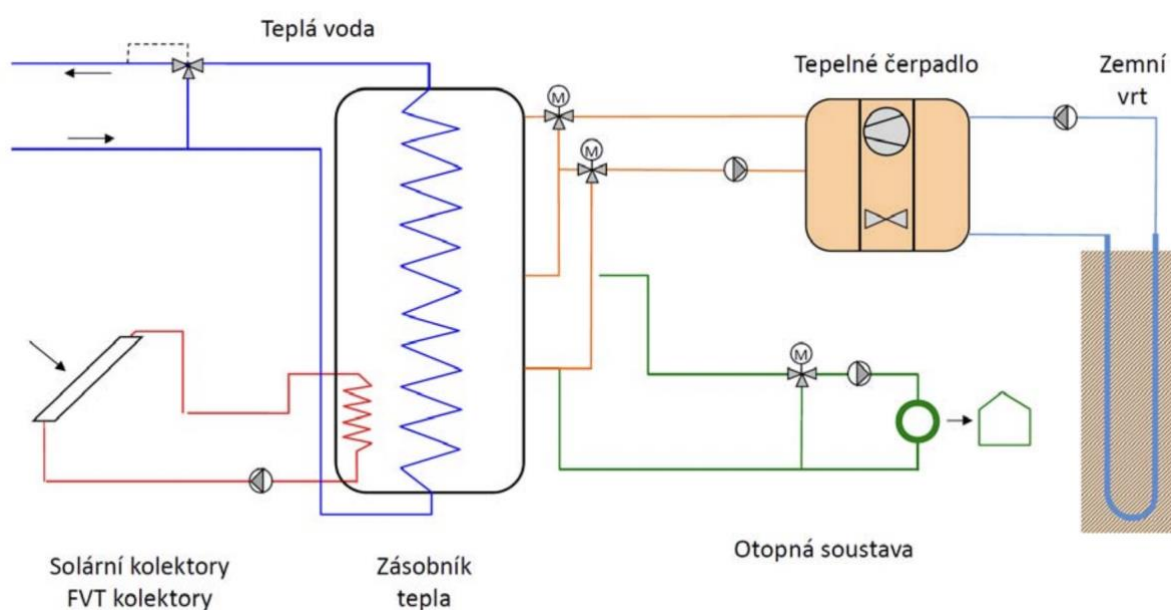 Teplá voda
Tepelné čerpadlo
Zemní
vrt
M
M
M
Otopná soustava
Solární kolektory
FVT kolektory
Zásobník
tepla